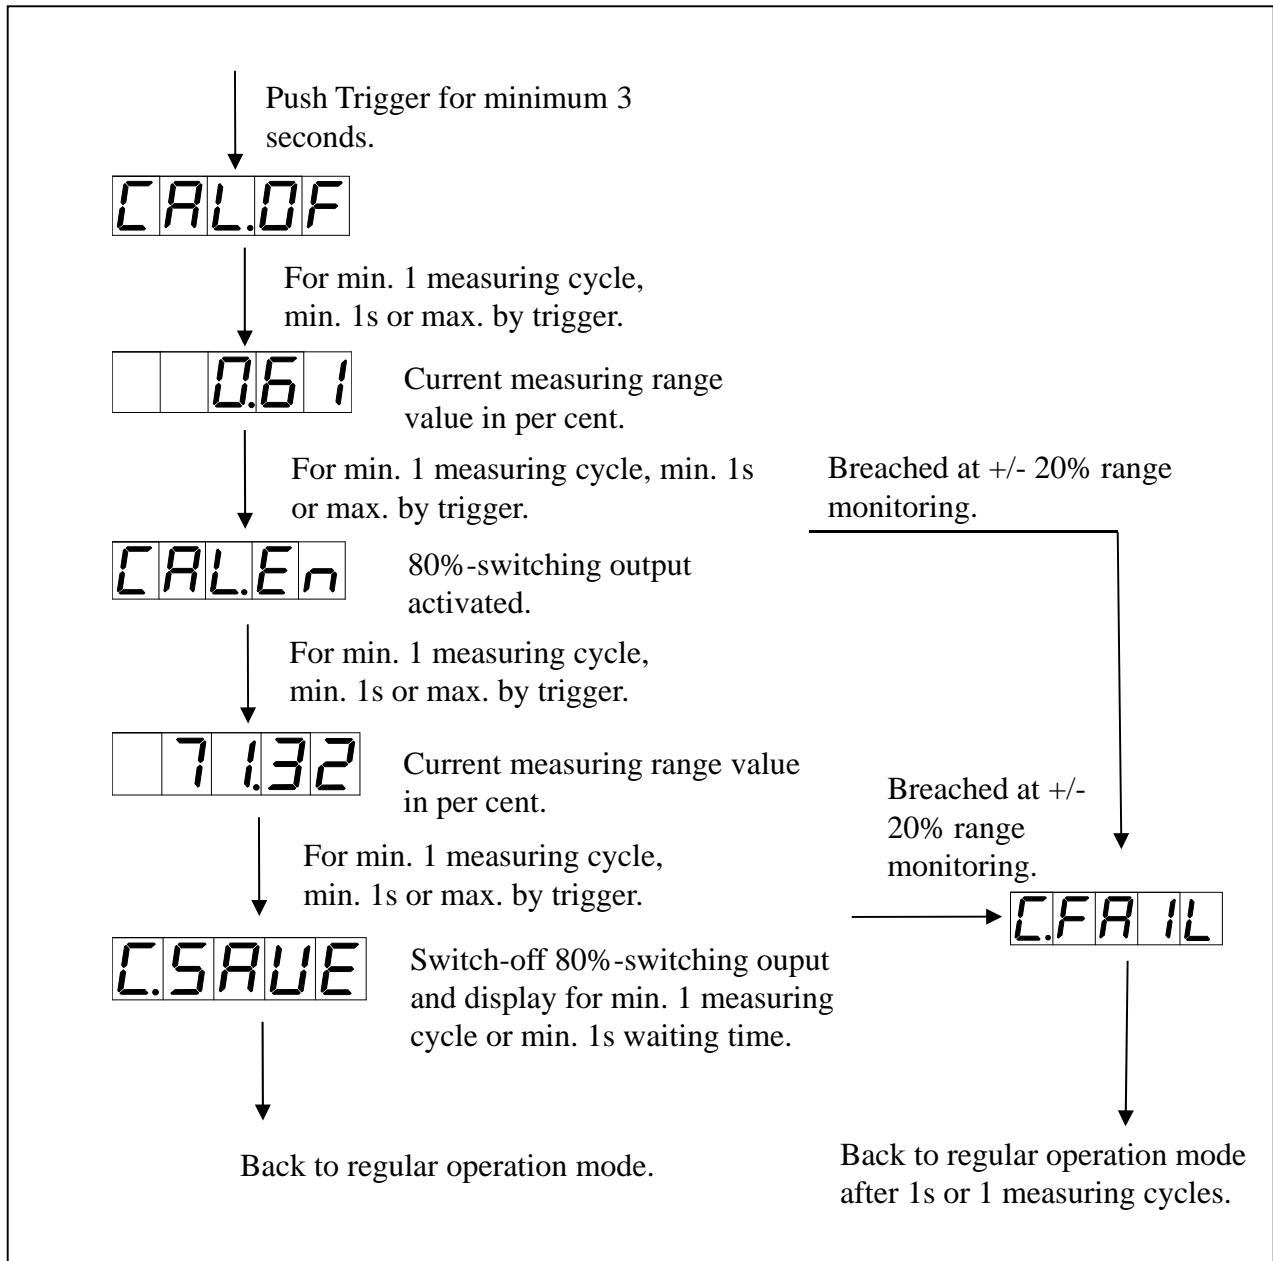 Push Trigger for minimum 3
seconds.
CAL.OF
For min. 1 measuring cycle,
min. 1s or max. by trigger.
0.61
Current measuring range
value in per cent.
For min. 1 measuring cycle, min. 1s
or max. by trigger.
Breached at +/- 20% range
monitoring.
CAL.En
80%-switching output
activated.
For min. 1 measuring cycle,
min. 1s or max. by trigger.
71.32
Current measuring range value
in per cent.
Breached at +/-
20% range
monitoring.
For min. 1 measuring cycle,
min. 1s or max. by trigger.
C.FAIL
C.SAVE
Switch-off 80%-switching ouput
and display for min. 1 measuring
cycle or min. 1s waiting time.
Back to regular operation mode.
Back to regular operation mode
after 1s or 1 measuring cycles.